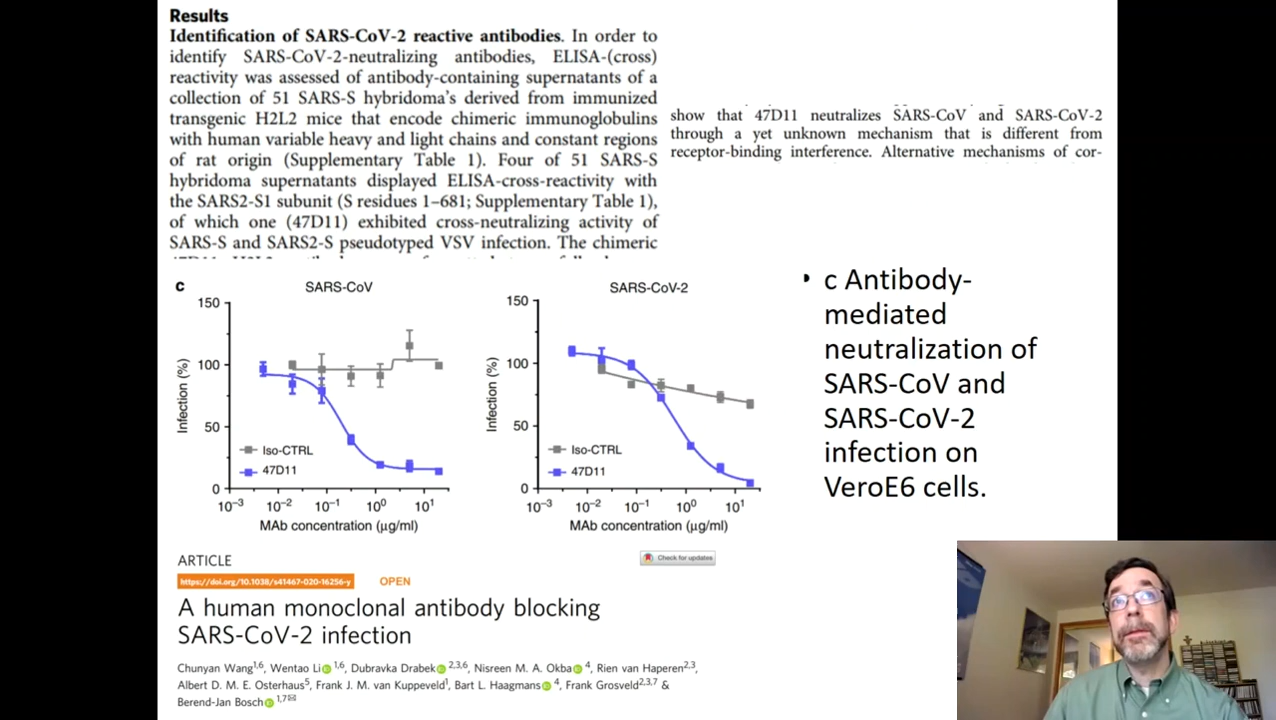 Results
Identification of SARS-CoV-2 reactive antibodies. In order to
identify SARS-CoV-2-neutralizing antibodies, ELISA-(cross)
reactivity was assessed of antibody-containing supernatants of a
collection of 51 SARS-S hybridoma's derived from immunized
transgenic H2L2 mice that encode chimeric immunoglobulins
with human variable heavy and light chains and constant regions
of rat origin (Supplementary Table 1). Four of 51 SARS-S
hybridoma supernatants displayed ELISA-cross-reactivity with
the SARS2-S1 subunit (S residues 1–681; Supplementary Table 1),
of which one (47D11) exhibited cross-neutralizing activity of
SARS-S and SARS2-S pseudotyped VSV infection. The chimeric
show that 47D11 neutralizes SARS-CoV and SARS-CoV-2
through a yet unknown mechanism that is different from
receptor-binding interference. Alternative mechanisms of cor-
c
SARS-CoV
150
100
50
0
Infection (%)
Iso-CTRL
47D11
10⁻³ 10⁻² 10⁻¹ 10⁰ 10¹
MAb concentration (μg/ml)
SARS-CoV-2
150
100
50
0
Infection (%)
Iso-CTRL
47D11
10⁻³ 10⁻² 10⁻¹ 10⁰ 10¹
MAb concentration (μg/ml)
• c Antibody-
mediated
neutralization of
SARS-CoV and
SARS-CoV-2
infection on
VeroE6 cells.
ARTICLE
Check for updates
https://doi.org/10.1038/s41467-020-16256-y OPEN
A human monoclonal antibody blocking
SARS-CoV-2 infection
Chunyan Wang1,6, Wentao Li 1,6, Dubravka Drabek 2,3,6, Nisreen M. A. Okba 4, Rien van Haperen2,3,
Albert D. M. E. Osterhaus5, Frank J. M. van Kuppeveld1, Bart L. Haagmans 4, Frank Grosveld2,3,7 &
Berend-Jan Bosch 1,7✉